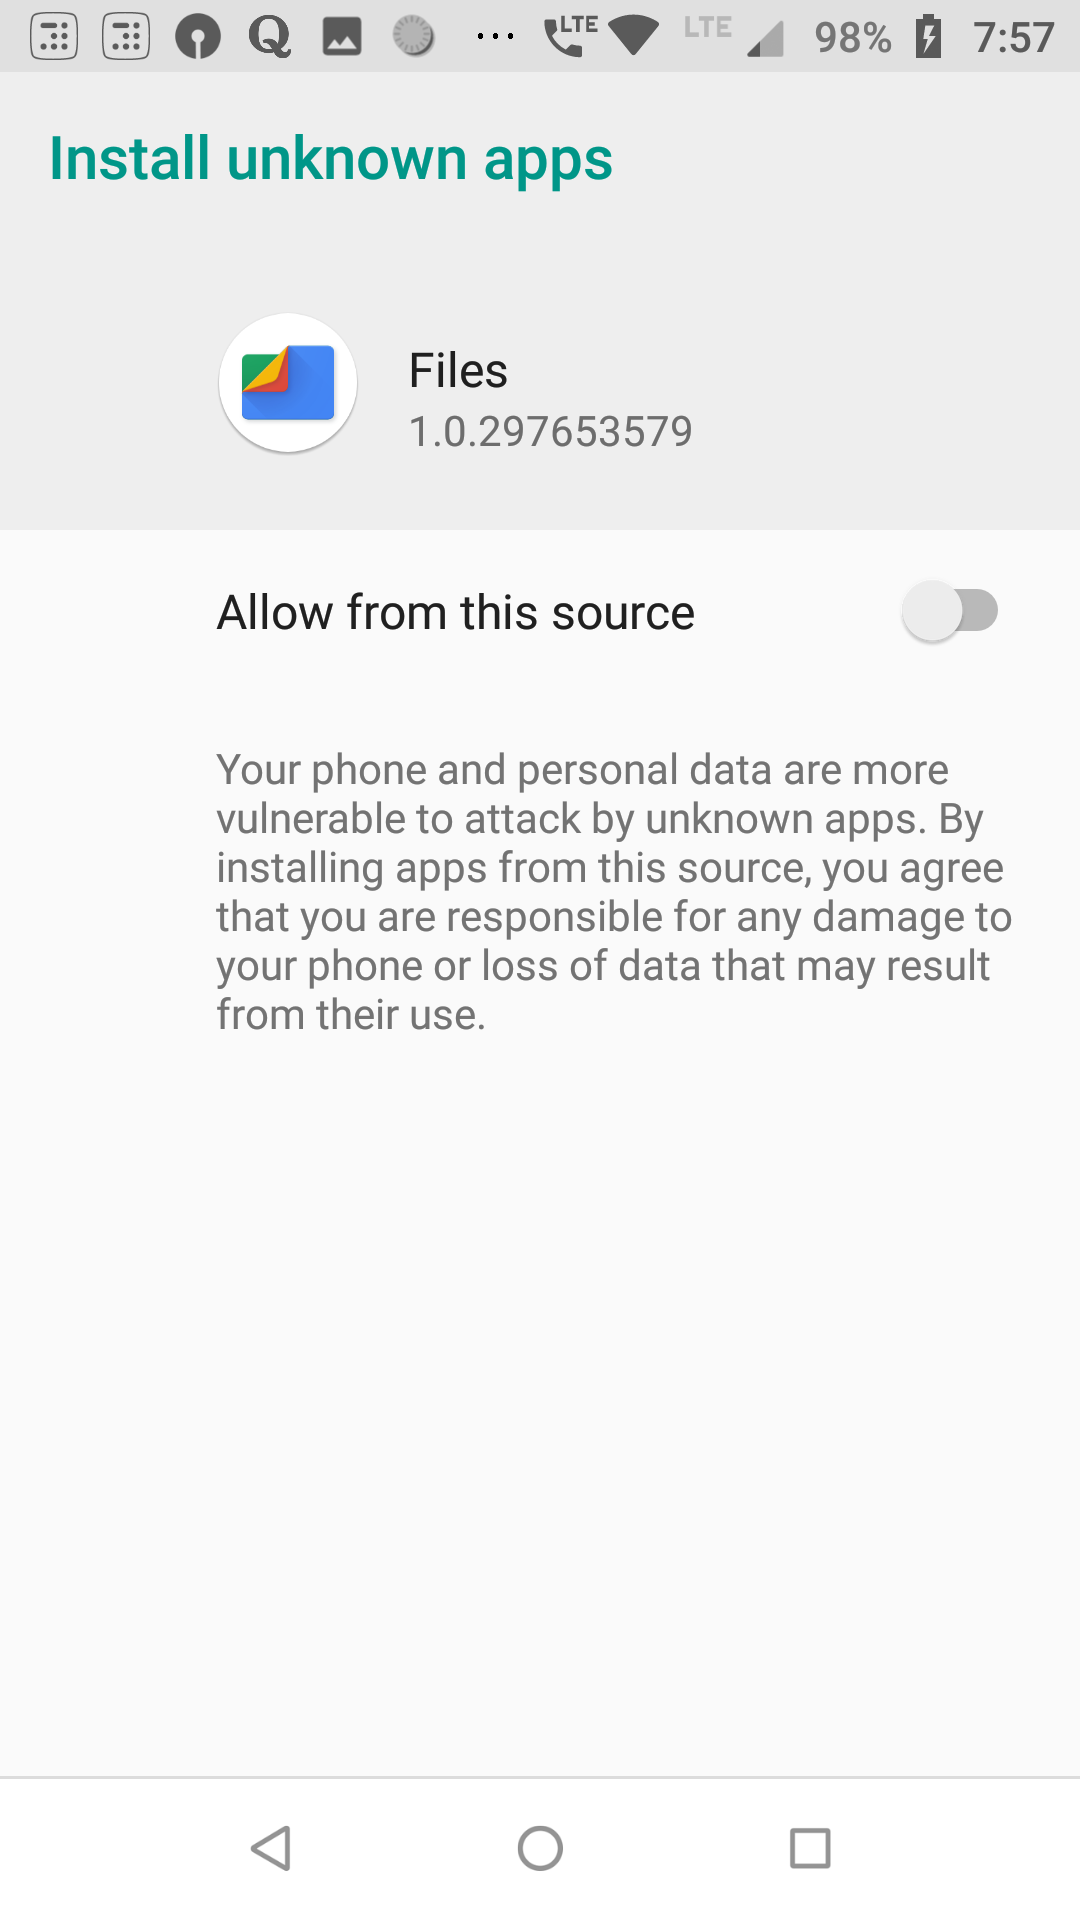 LTE LTE 98% 7:57
Install unknown apps
Files
1.0.297653579
Allow from this source
Your phone and personal data are more
vulnerable to attack by unknown apps. By
installing apps from this source, you agree
that you are responsible for any damage to
your phone or loss of data that may result
from their use.